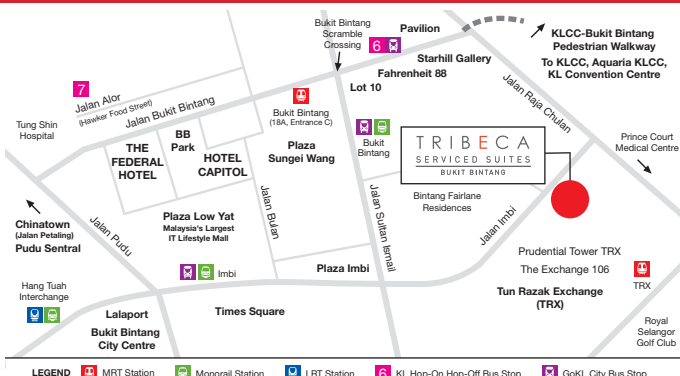 Bukit Bintang
Scramble
Crossing
Pavilion
6
KLCC-Bukit Bintang
Pedestrian Walkway
To KLCC, Aquaria KLCC,
KL Convention Centre
Starhill Gallery
Fahrenheit 88
Lot 10
Jalan Raja Chulan
7
Jalan Alor
(Hawker Food Street)
Jalan Bukit Bintang
Tung Shin
Hospital
Bukit Bintang
(18A, Entrance C)
BB
Park
THE
FEDERAL
HOTEL
HOTEL
CAPITOL
Plaza
Sungei Wang
Bukit
Bintang
TRIBECA
SERVICED SUITES
BUKIT BINTANG
Prince Court
Medical Centre
Bintang Fairlane
Residences
Jalan Bulan
Jalan Sultan Ismail
Jalan Imbi
Chinatown
(Jalan Petaling)
Pudu Sentral
Jalan Pudu
Plaza Low Yat
Malaysia's Largest
IT Lifestyle Mall
Imbi
Plaza Imbi
Prudential Tower TRX
The Exchange 106
Tun Razak Exchange
(TRX)
TRX
Hang Tuah
Interchange
Lalaport
Bukit Bintang
City Centre
Times Square
Royal
Selangor
Golf Club
LEGEND MRT Station Monorail Station LRT Station 6 KL Hop-On Hop-Off Bus Stop GoKL City Bus Stop